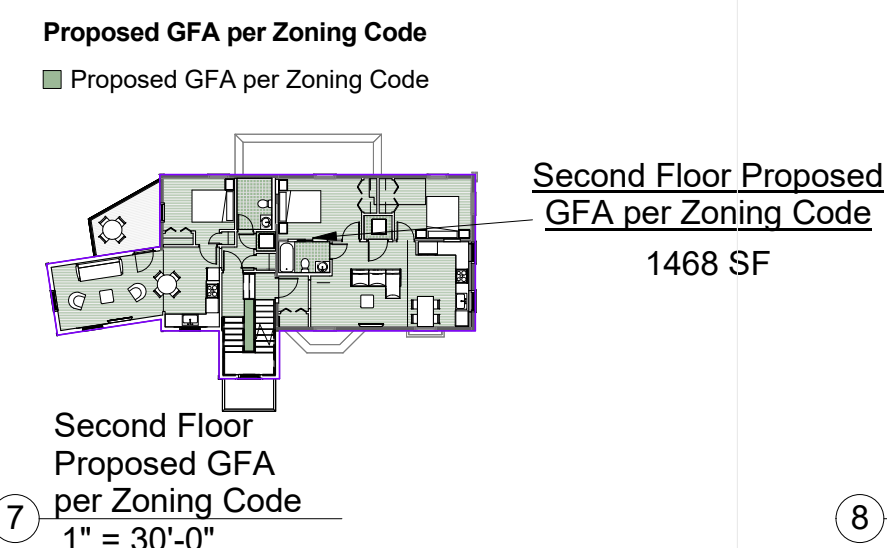 Proposed GFA per Zoning Code
Proposed GFA per Zoning Code
Second Floor Proposed
GFA per Zoning Code
1468 SF
Second Floor
Proposed GFA
per Zoning Code
7
1" = 30'-0"
8